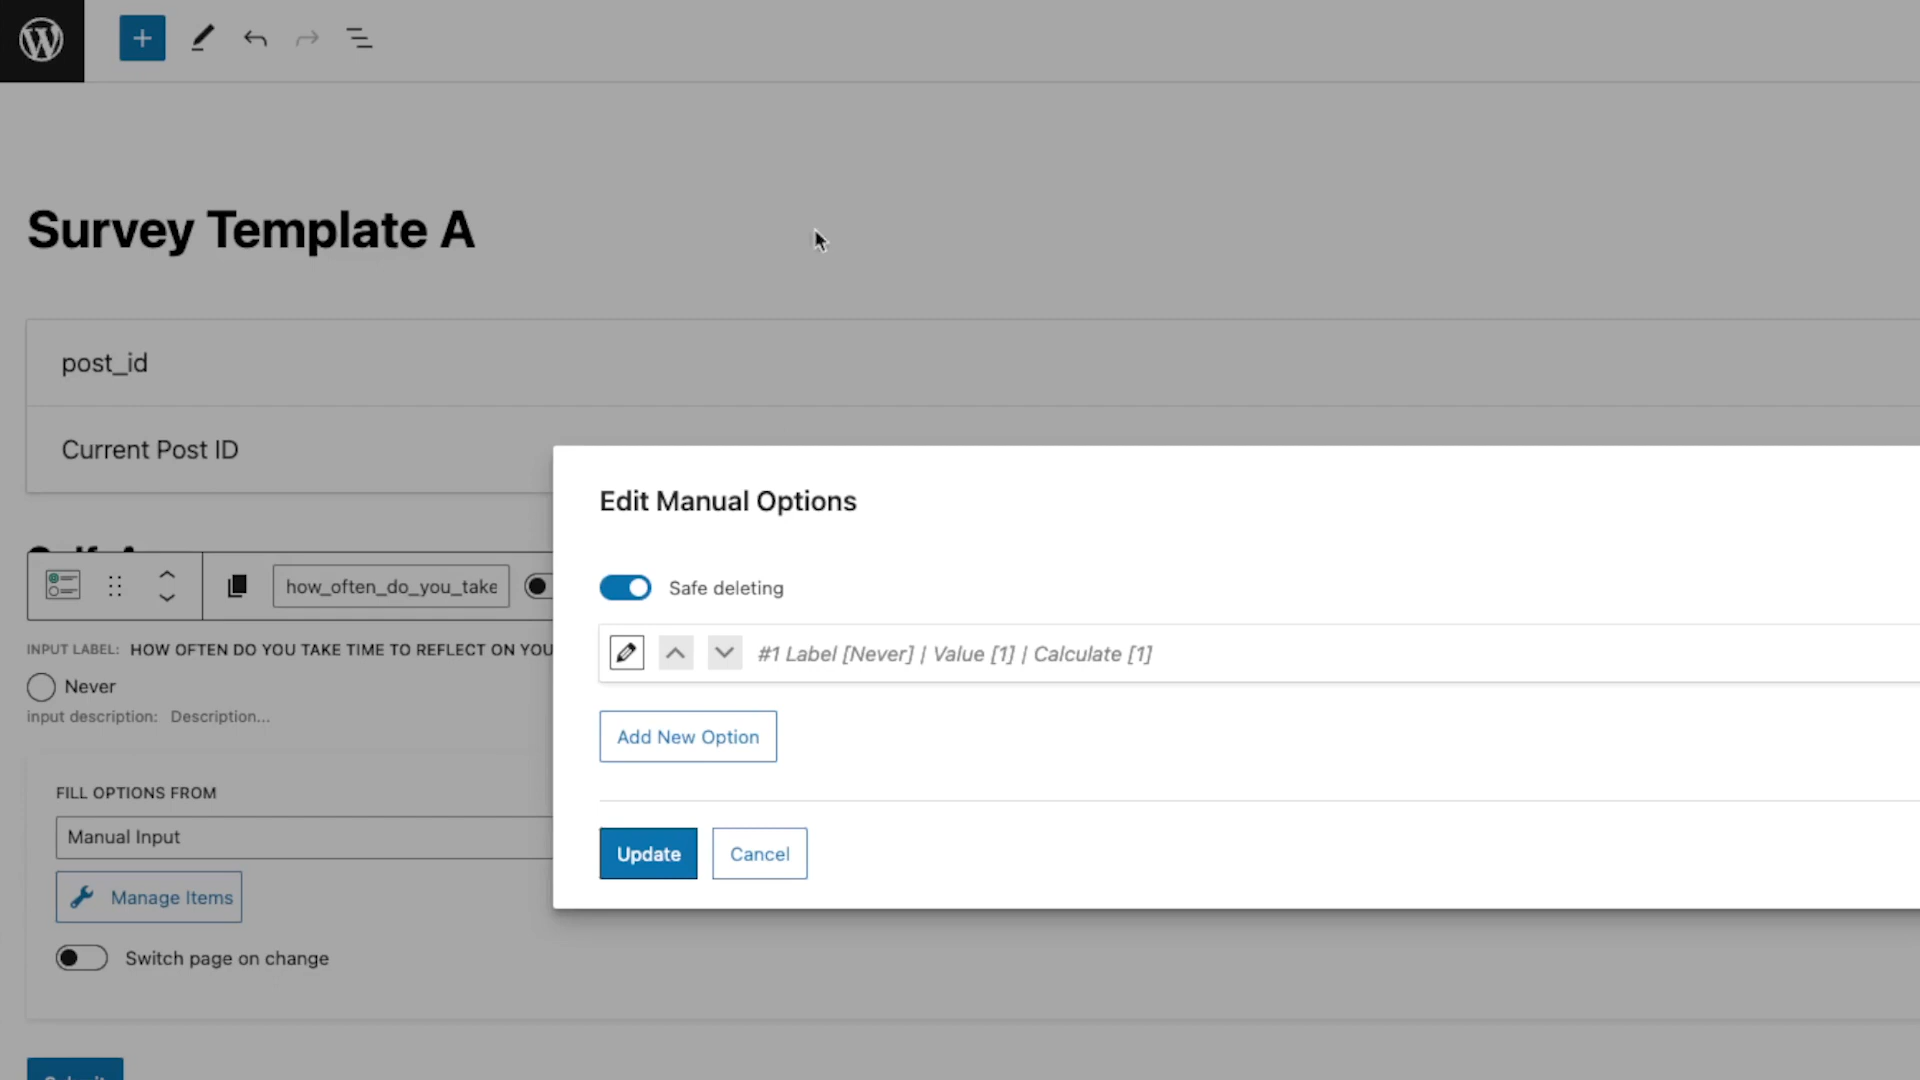 Survey Template A
post_id
Current Post ID
Edit Manual Options
Safe deleting
how_often_do_you_take
INPUT LABEL: HOW OFTEN DO YOU TAKE TIME TO REFLECT ON YOU
#1 Label [Never] | Value [1] | Calculate [1]
Never
input description: Description...
Add New Option
FILL OPTIONS FROM
Manual Input
Update
Cancel
Manage Items
Switch page on change